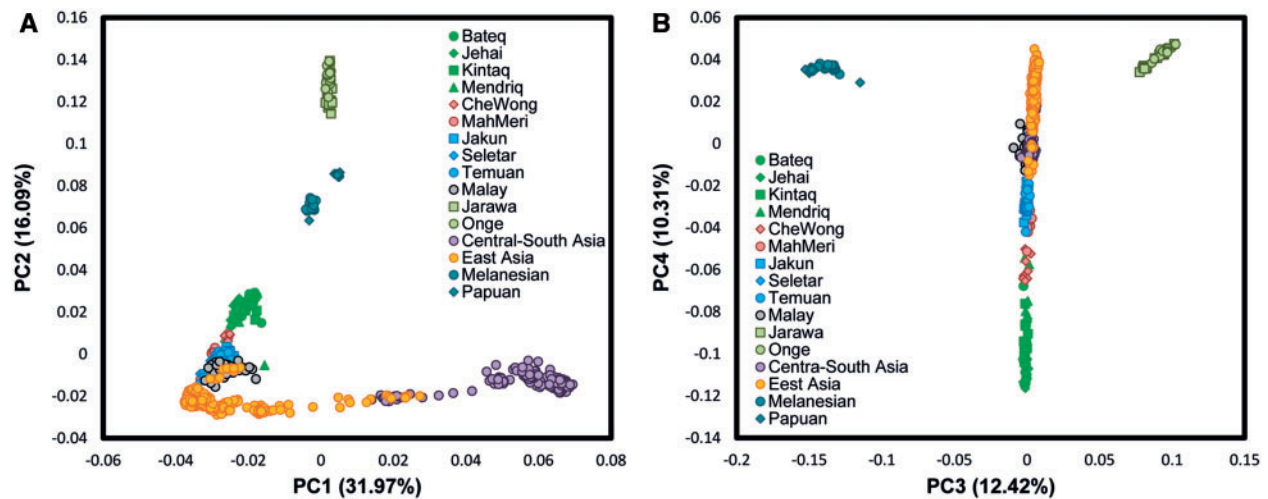 A
PC2 (16.09%)
0.16
0.14
0.12
0.1
0.08
0.06
0.04
0.02
0
-0.02
-0.04
-0.06
-0.04
-0.02
0
0.02
0.04
0.06
0.08
PC1 (31.97%)
Bateq
Jehai
Kintaq
Mendriq
CheWong
MahMeri
Jakun
Seletar
Temuan
Malay
Jarawa
Onge
Central-South Asia
East Asia
Melanesian
Papuan
B
PC4 (10.31%)
0.06
0.04
0.02
0
-0.02
-0.04
-0.06
-0.08
-0.1
-0.12
-0.14
-0.2
-0.15
-0.1
-0.05
0
0.05
0.1
0.15
PC3 (12.42%)
Bateq
Jehai
Kintaq
Mendriq
CheWong
MahMeri
Jakun
Seletar
Temuan
Malay
Jarawa
Onge
Centra-South Asia
Eest Asia
Melanesian
Papuan